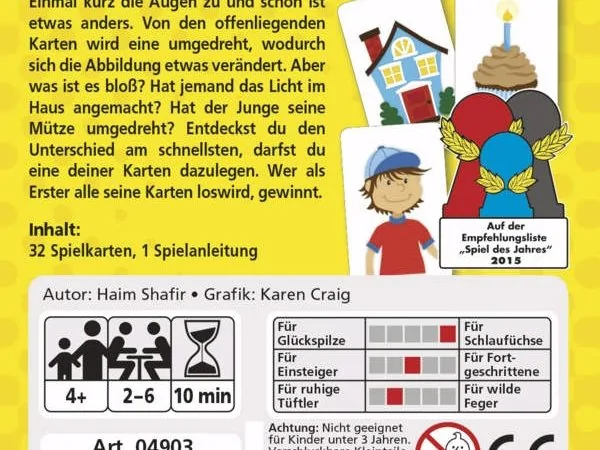 Einmal kurz die Augen zu und schon ist
etwas anders. Von den offenliegenden
Karten wird eine umgedreht, wodurch
sich die Abbildung etwas verändert. Aber
was ist es bloß? Hat jemand das Licht im
Haus angemacht? Hat der Junge seine
Mütze umgedreht? Entdeckst du den
Unterschied am schnellsten, darfst du
eine deiner Karten dazulegen. Wer als
Erster alle seine Karten loswird, gewinnt.
Inhalt:
32 Spielkarten, 1 Spielanleitung
Auf der
Empfehlungsliste
„Spiel des Jahres"
2015
Autor: Haim Shafir • Grafik: Karen Craig
4+
2–6
10 min
Für
Glückspilze
Für
Schlaufüchse
Für
Einsteiger
Für Fort-
geschrittene
Für ruhige
Tüftler
Für wilde
Feger
Art. 04903
Achtung: Nicht geeignet
für Kinder unter 3 Jahren.
Verschluckbare Kleinteile.
CE